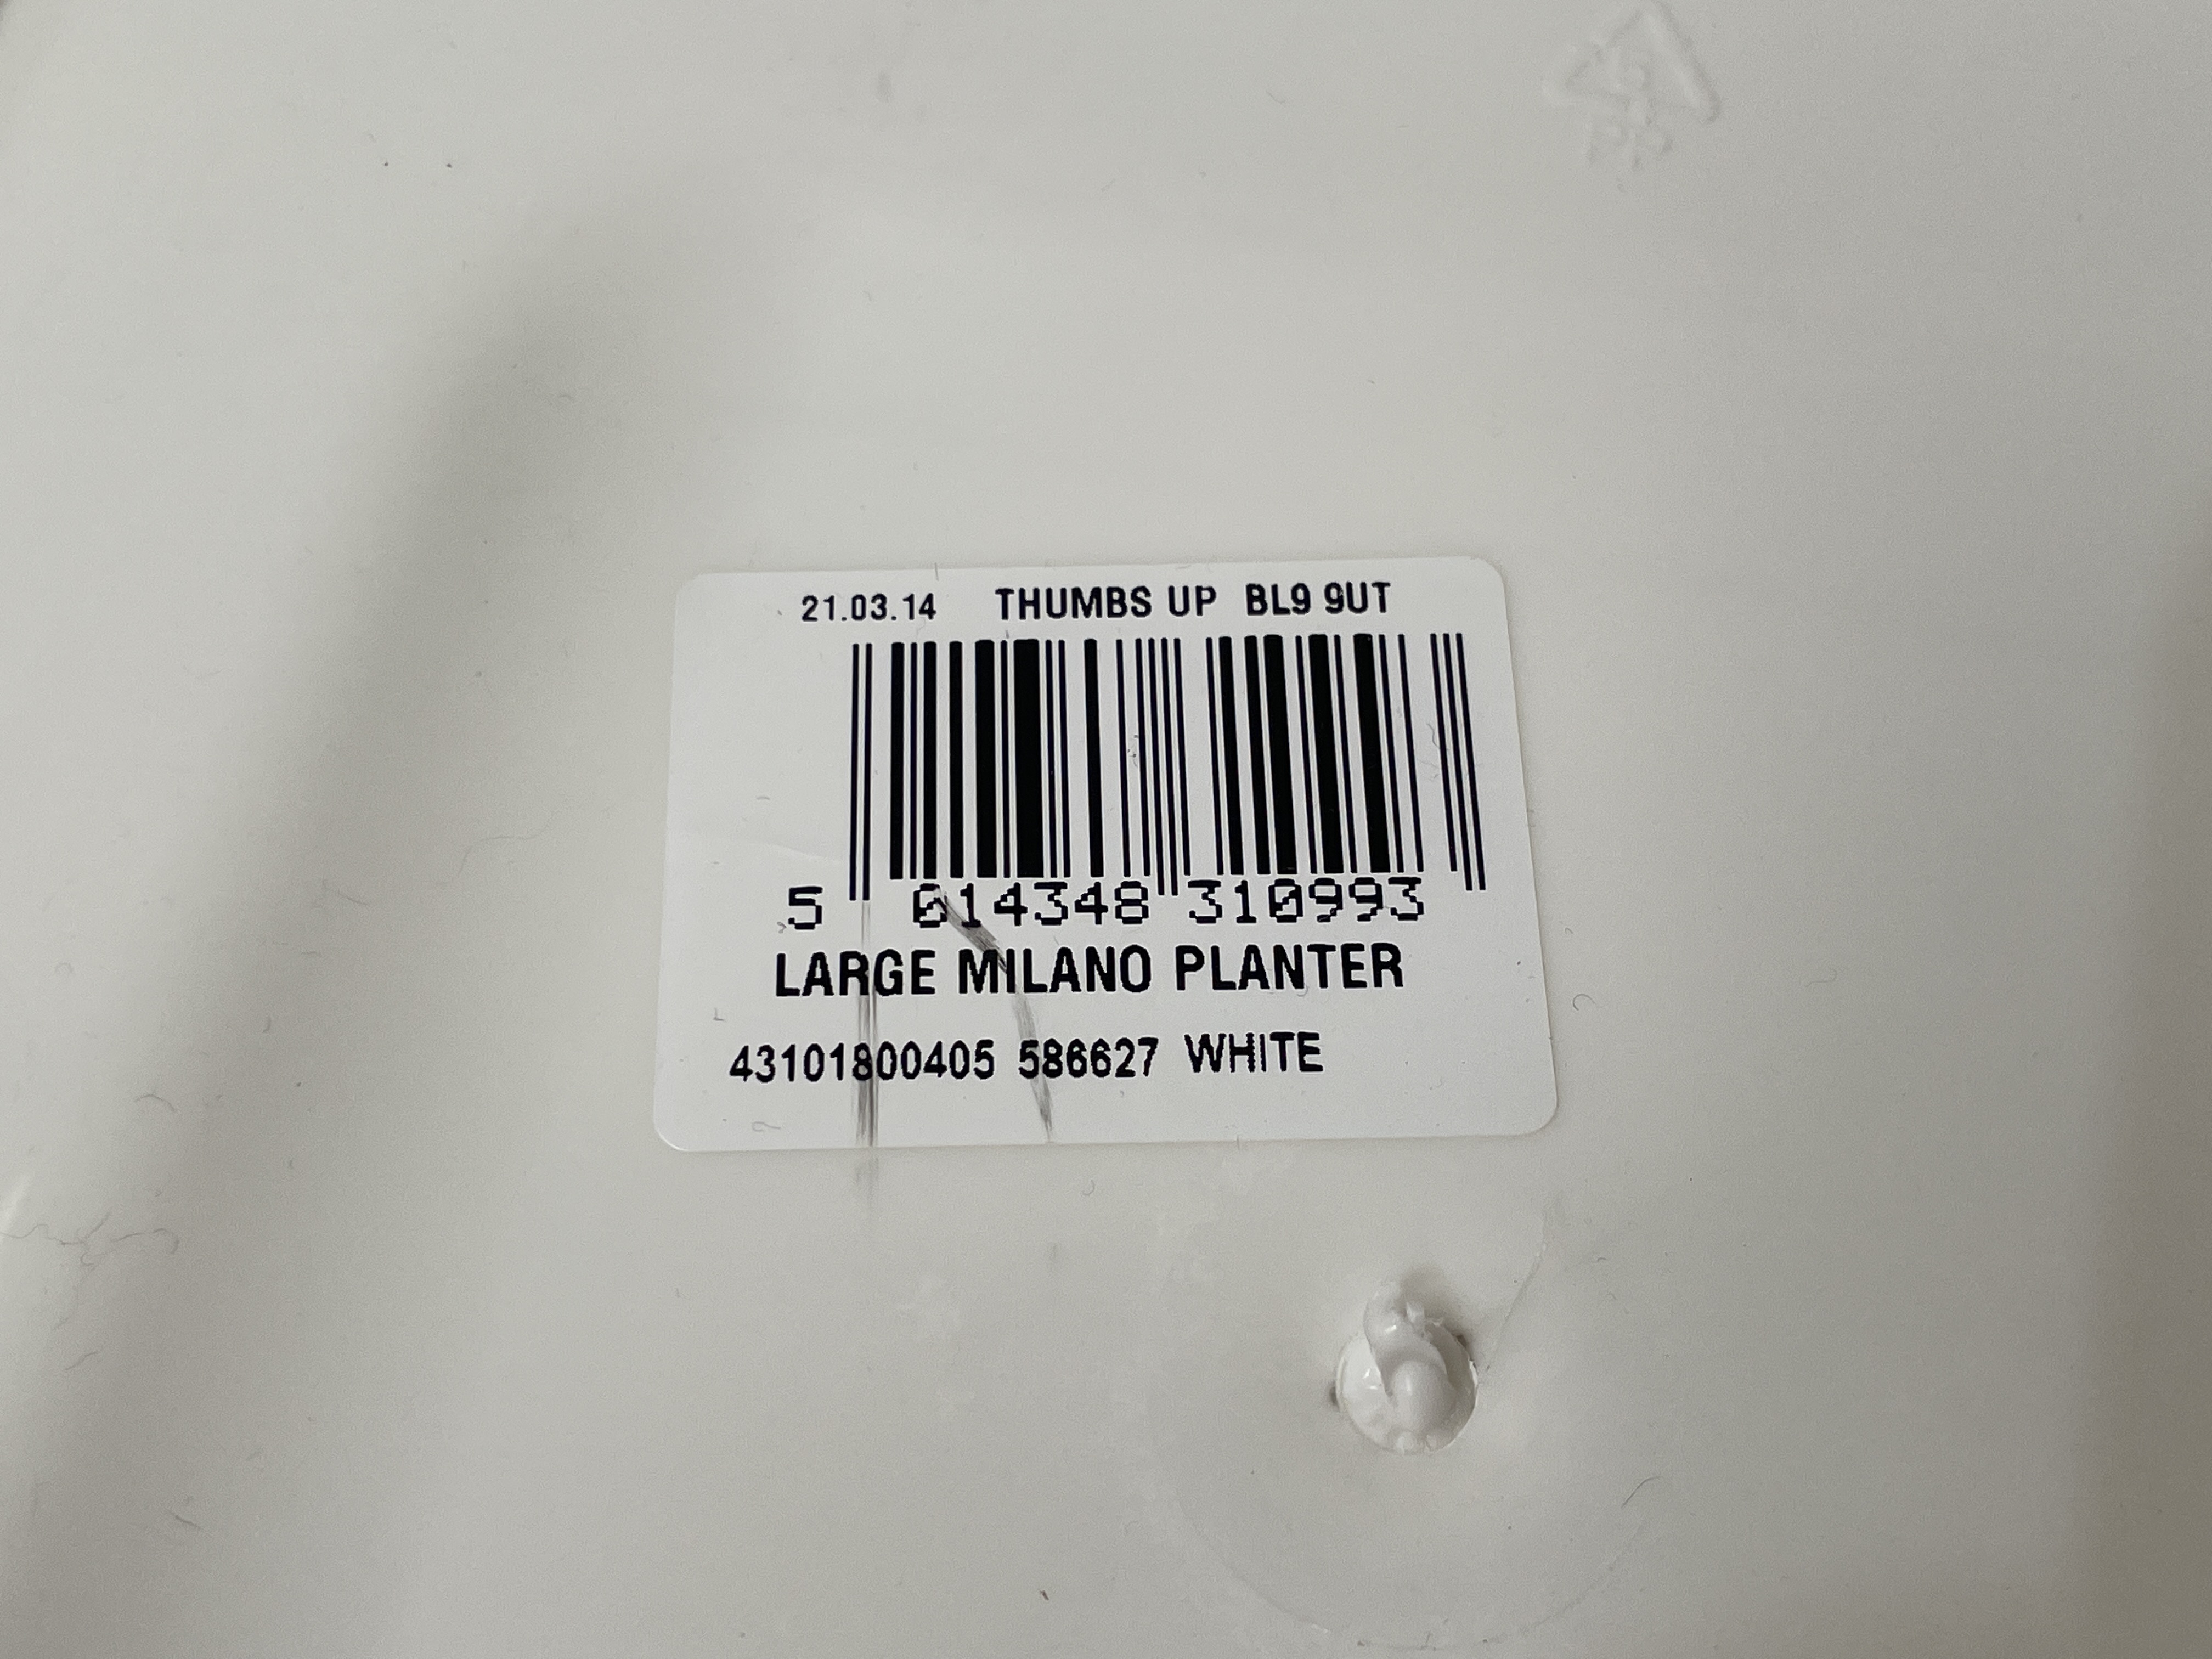 21.03.14 THUMBS UP BL9 9UT
5 014348 310993
LARGE MILANO PLANTER
43101800405 586627 WHITE